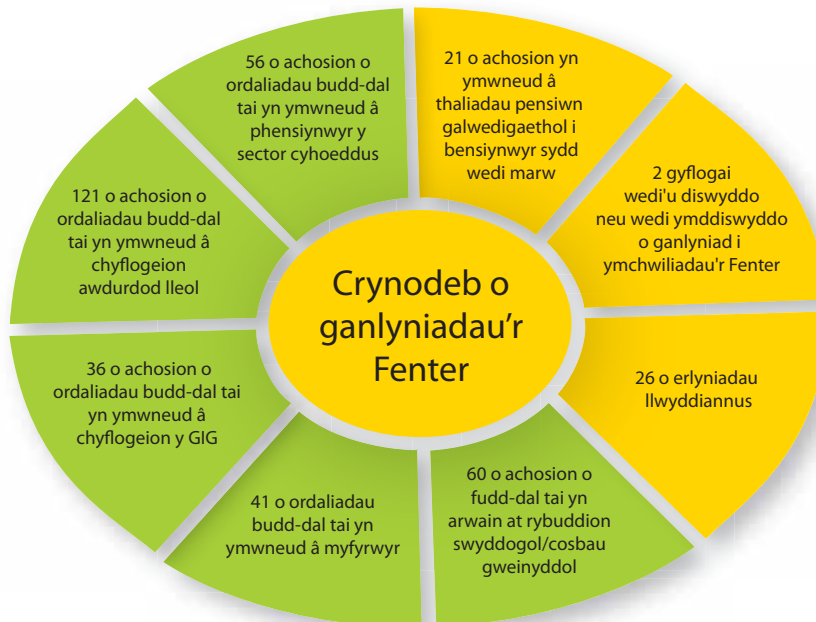 Crynodeb o
ganlyniadau'r
Fenter
21 o achosion yn
ymwneud â
thaliadau pensiwn
galwedigaethol i
bensiynwyr sydd
wedi marw
2 gyflogai
wedi'u diswyddo
neu wedi ymddiswyddo
o ganlyniad i
ymchwiliadau'r Fenter
26 o erlyniadau
llwyddiannus
60 o achosion o
fudd-dal tai yn
arwain at rybuddion
swyddogol/cosbau
gweinyddol
41 o ordaliadau
budd-dal tai yn
ymwneud â myfyrwyr
36 o achosion o
ordaliadau budd-dal tai
yn ymwneud â
chyflogeion y GIG
121 o achosion o
ordaliadau budd-dal
tai yn ymwneud â
chyflogeion
awdurdod lleol
56 o achosion o
ordaliadau budd-dal
tai yn ymwneud â
phensiynwyr y
sector cyhoeddus